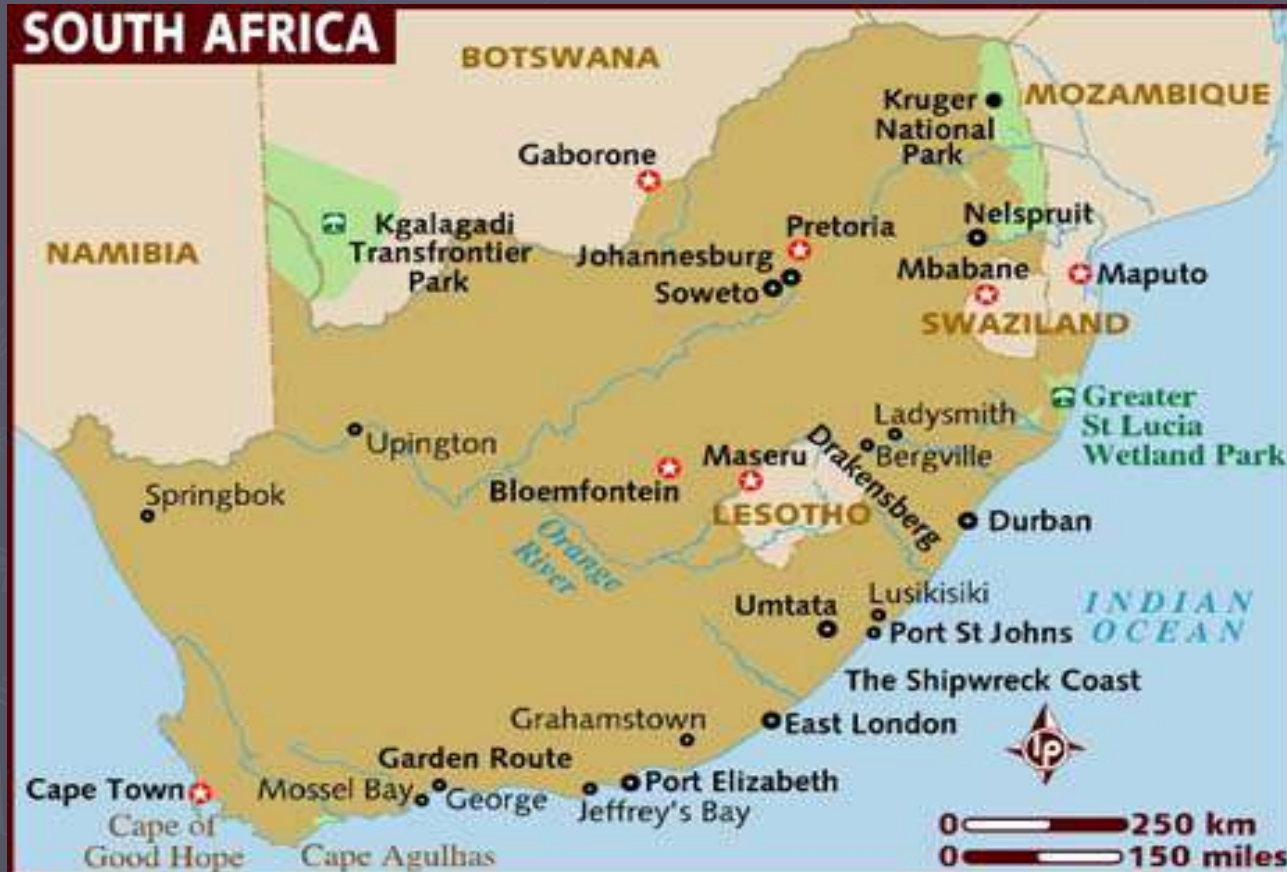 SOUTH AFRICA
BOTSWANA
MOZAMBIQUE
Kruger
National
Park
Gaborone
Kgalagadi
Transfrontier
Park
NAMIBIA
Pretoria
Nelspruit
Johannesburg
Soweto
Mbabane
Maputo
SWAZILAND
Greater
St Lucia
Wetland Park
Ladysmith
Bergville
Drakensberg
Upington
Maseru
Bloemfontein
LESOTHO
Springbok
Durban
Orange
River
Lusikisiki
Umtata
Port St Johns
INDIAN
OCEAN
The Shipwreck Coast
Grahamstown
East London
Garden Route
Port Elizabeth
Cape Town
Mossel Bay
George
Jeffrey's Bay
Cape of
Good Hope
Cape Agulhas
lp
0 250 km
0 150 miles